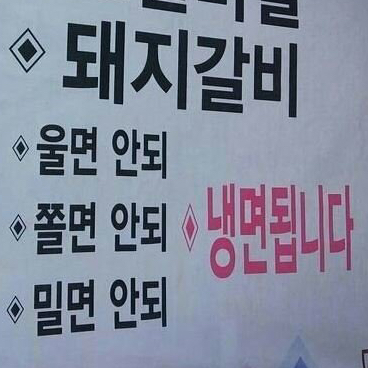 돼지갈비
울면 안되
쫄면 안되
냉면됩니다
밀면 안되